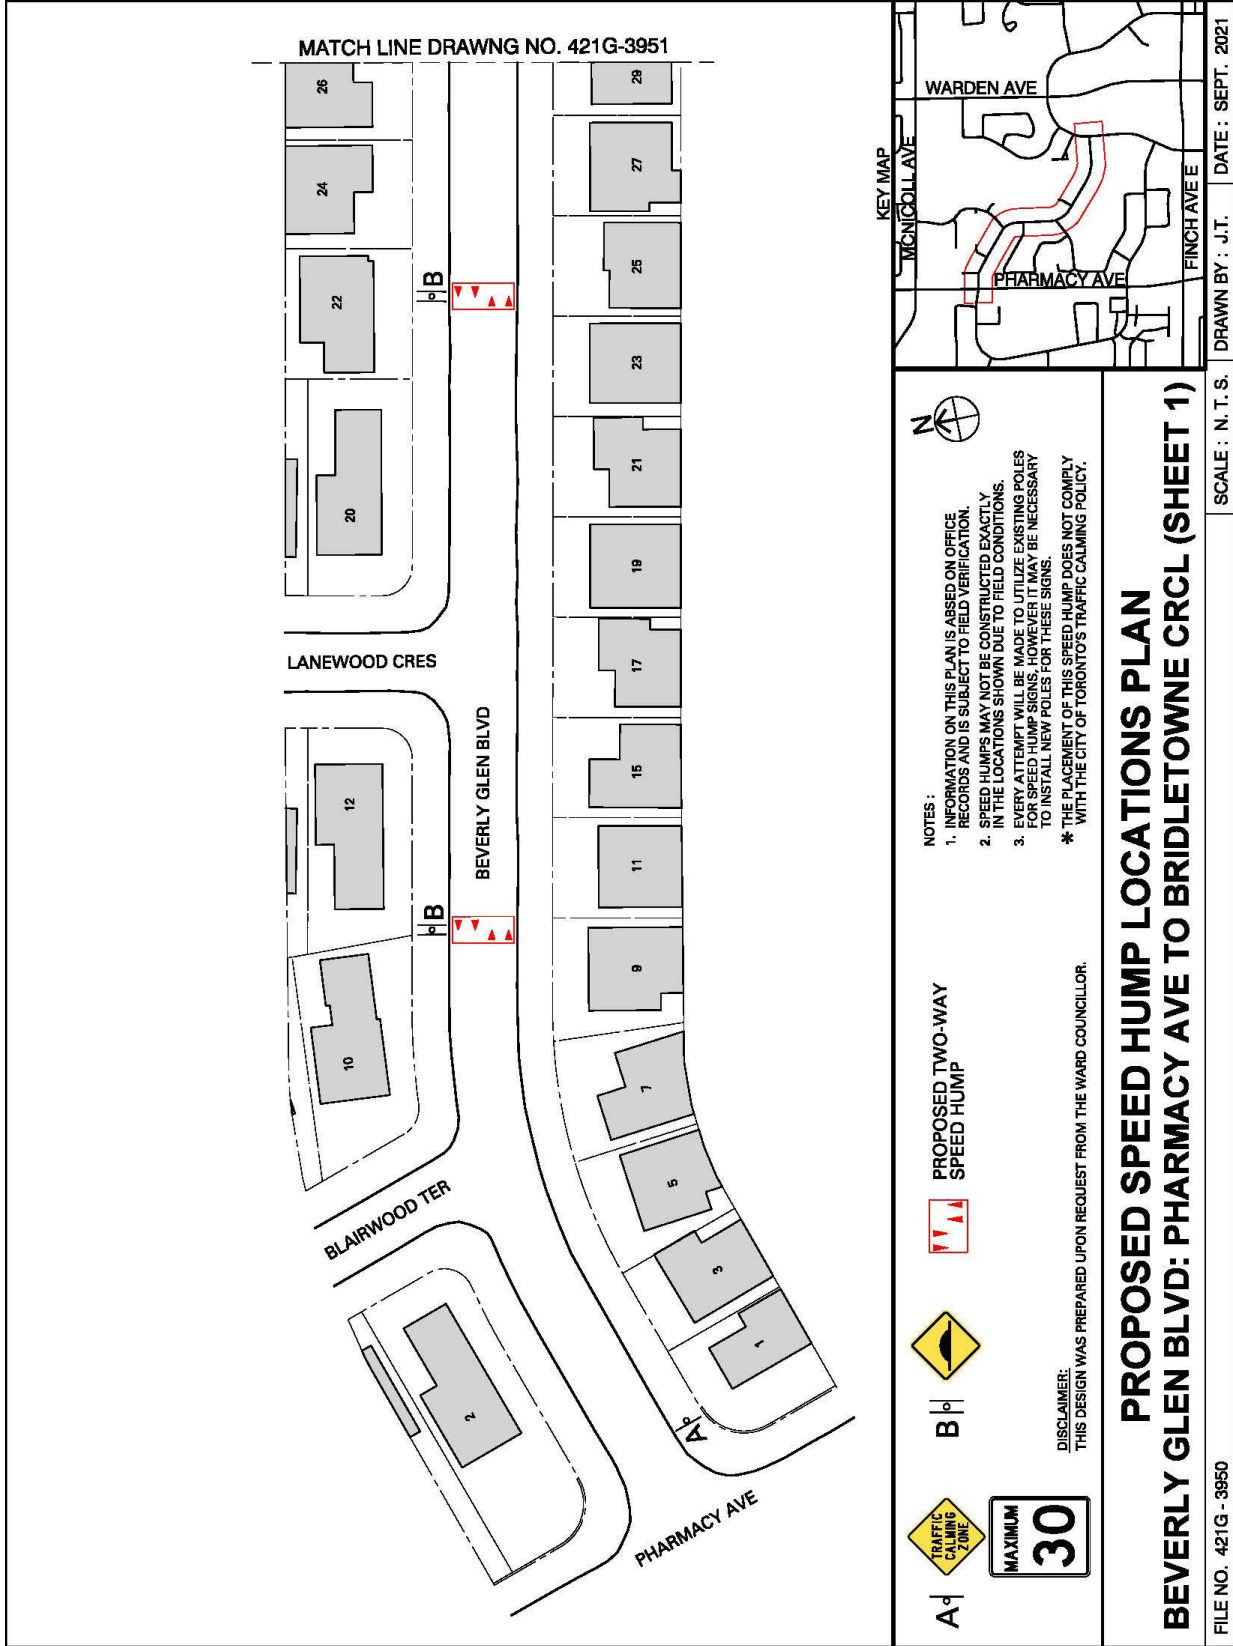 MATCH LINE DRAWNG NO. 421G-3951
26
24
22
20
12
10
2
B
B
LANEWOOD CRES
BEVERLY GLEN BLVD
BLAIRWOOD TER
PHARMACY AVE
A
29
27
25
23
21
19
17
15
11
9
7
5
3
1
A
TRAFFIC
CALMING
ZONE
MAXIMUM
30
B
PROPOSED TWO-WAY
SPEED HUMP
DISCLAIMER:
THIS DESIGN WAS PREPARED UPON REQUEST FROM THE WARD COUNCILLOR.
NOTES :
1. INFORMATION ON THIS PLAN IS ABSED ON OFFICE
RECORDS AND IS SUBJECT TO FIELD VERIFICATION.
2. SPEED HUMPS MAY NOT BE CONSTRUCTED EXACTLY
IN THE LOCATIONS SHOWN DUE TO FIELD CONDITIONS.
3. EVERY ATTEMPT WILL BE MADE TO UTILIZE EXISTING POLES
FOR SPEED HUMP SIGNS, HOWEVER IT MAY BE NECESSARY
TO INSTALL NEW POLES FOR THESE SIGNS.
* THE PLACEMENT OF THIS SPEED HUMP DOES NOT COMPLY
WITH THE CITY OF TORONTO'S TRAFFIC CALMING POLICY.
N
KEY MAP
MCNICOLL AVE
WARDEN AVE
PHARMACY AVE
FINCH AVE E
PROPOSED SPEED HUMP LOCATIONS PLAN
BEVERLY GLEN BLVD: PHARMACY AVE TO BRIDLETOWNE CRCL (SHEET 1)
FILE NO. 421G - 3950
SCALE : N. T. S.
DRAWN BY : J.T.
DATE : SEPT. 2021